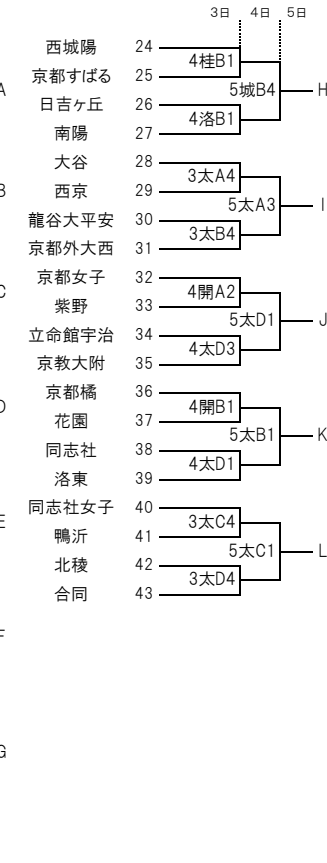 3日 4日 5日
西城陽 24
4桂B1
京都すばる 25
A
5城B4 H
日吉ヶ丘 26
4洛B1
南陽 27
大谷 28
3太A4
B
西京 29
5太A3 I
龍谷大平安 30
3太B4
京都外大西 31
京都女子 32
4開A2
C
紫野 33
5太D1 J
立命館宇治 34
4太D3
京教大附 35
京都橘 36
4開B1
D
花園 37
5太B1 K
同志社 38
4太D1
洛東 39
同志社女子 40
3太C4
E
鴨沂 41
5太C1 L
北稜 42
3太D4
合同 43
F
G